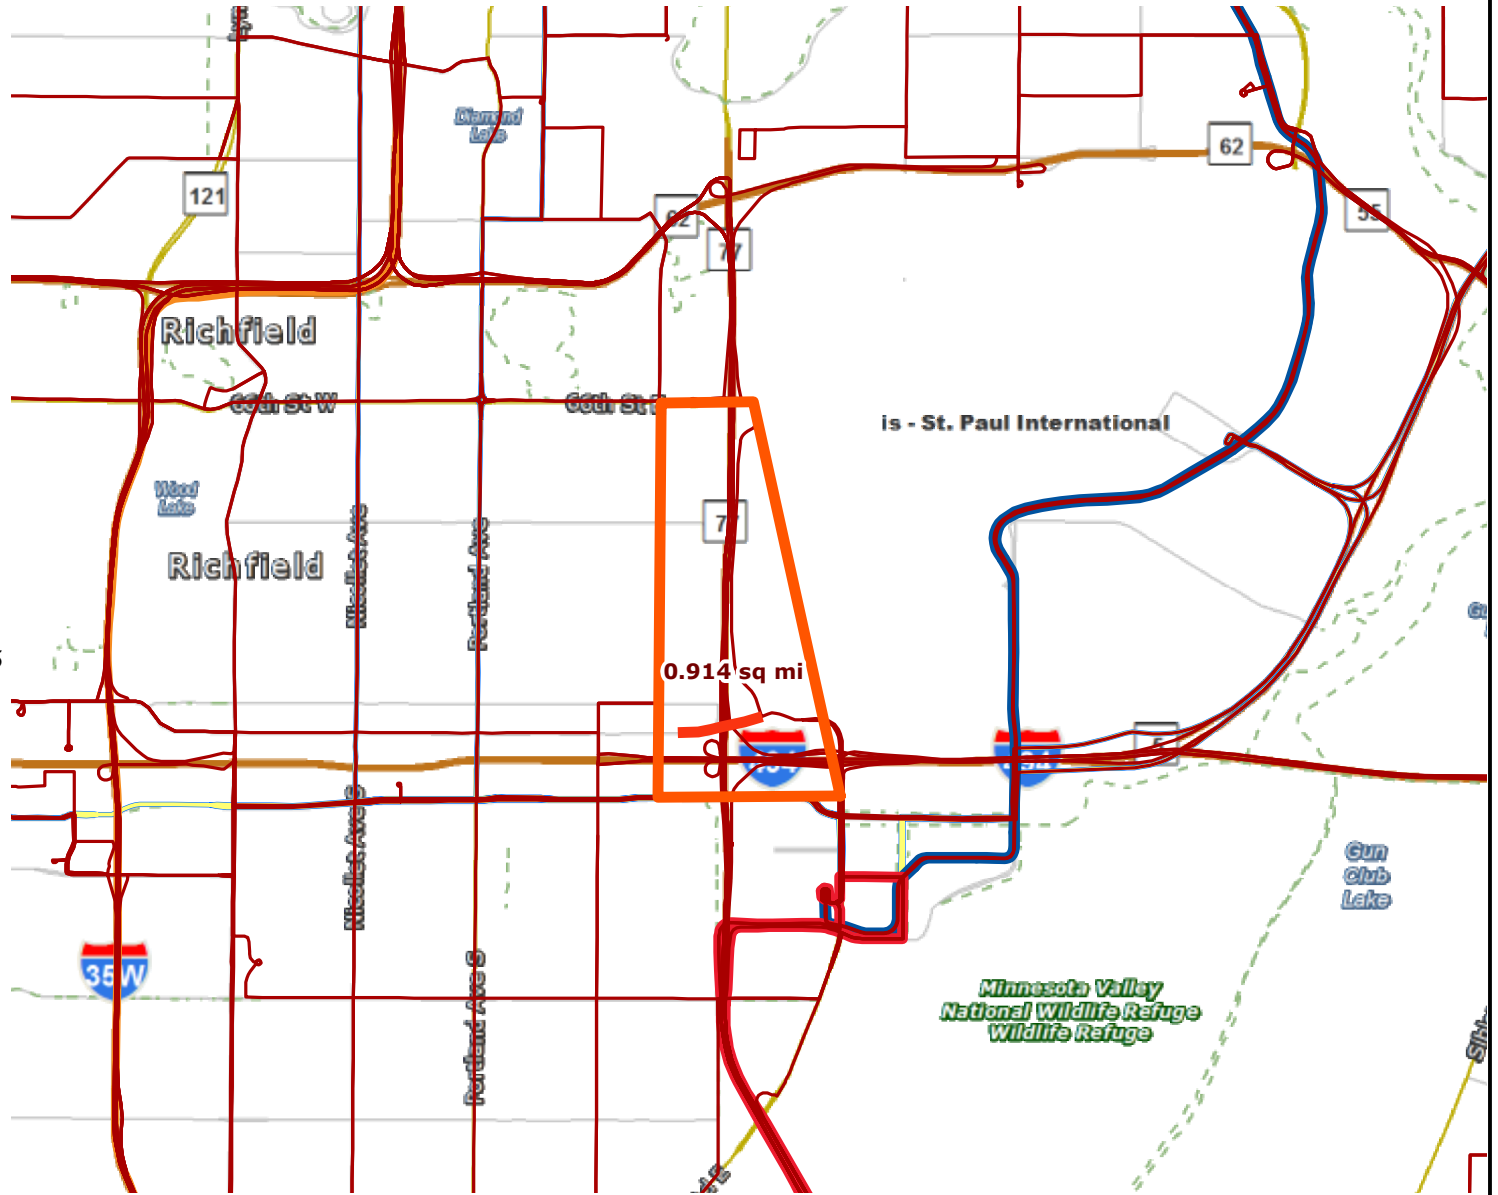 Diamond
Lake
62
121
62
55
77
Richfield
66th St W
66th St
is - St. Paul International
Wood
Lake
77
Nicollet Ave
Portland Ave
Richfield
0.914 sq mi
494
494
5
Nicollet Ave S
Gun
Club
Lake
35W
Portland Ave S
Minnesota Valley
National Wildlife Refuge
Wildlife Refuge